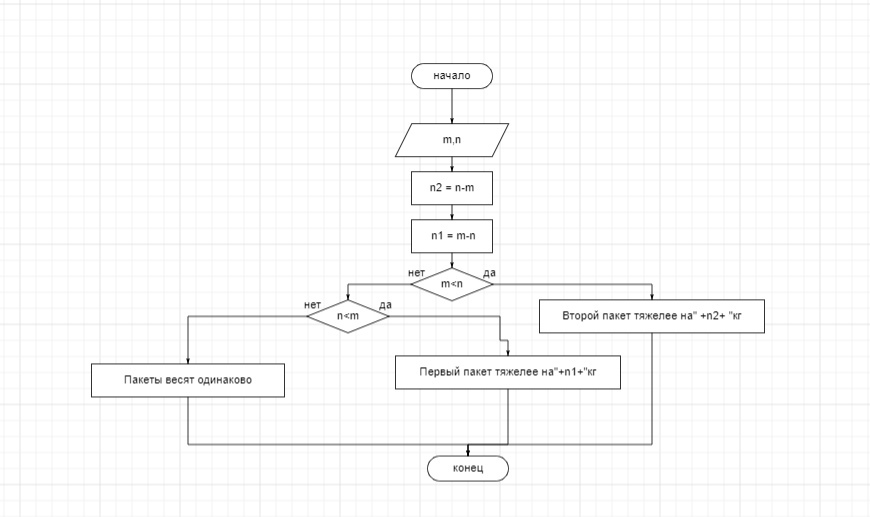 начало
m,n
n2 = n-m
n1 = m-n
нет
да
m<n
нет
да
n<m
Второй пакет тяжелее на" +n2+ "кг
Первый пакет тяжелее на"+n1+"кг
Пакеты весят одинаково
конец